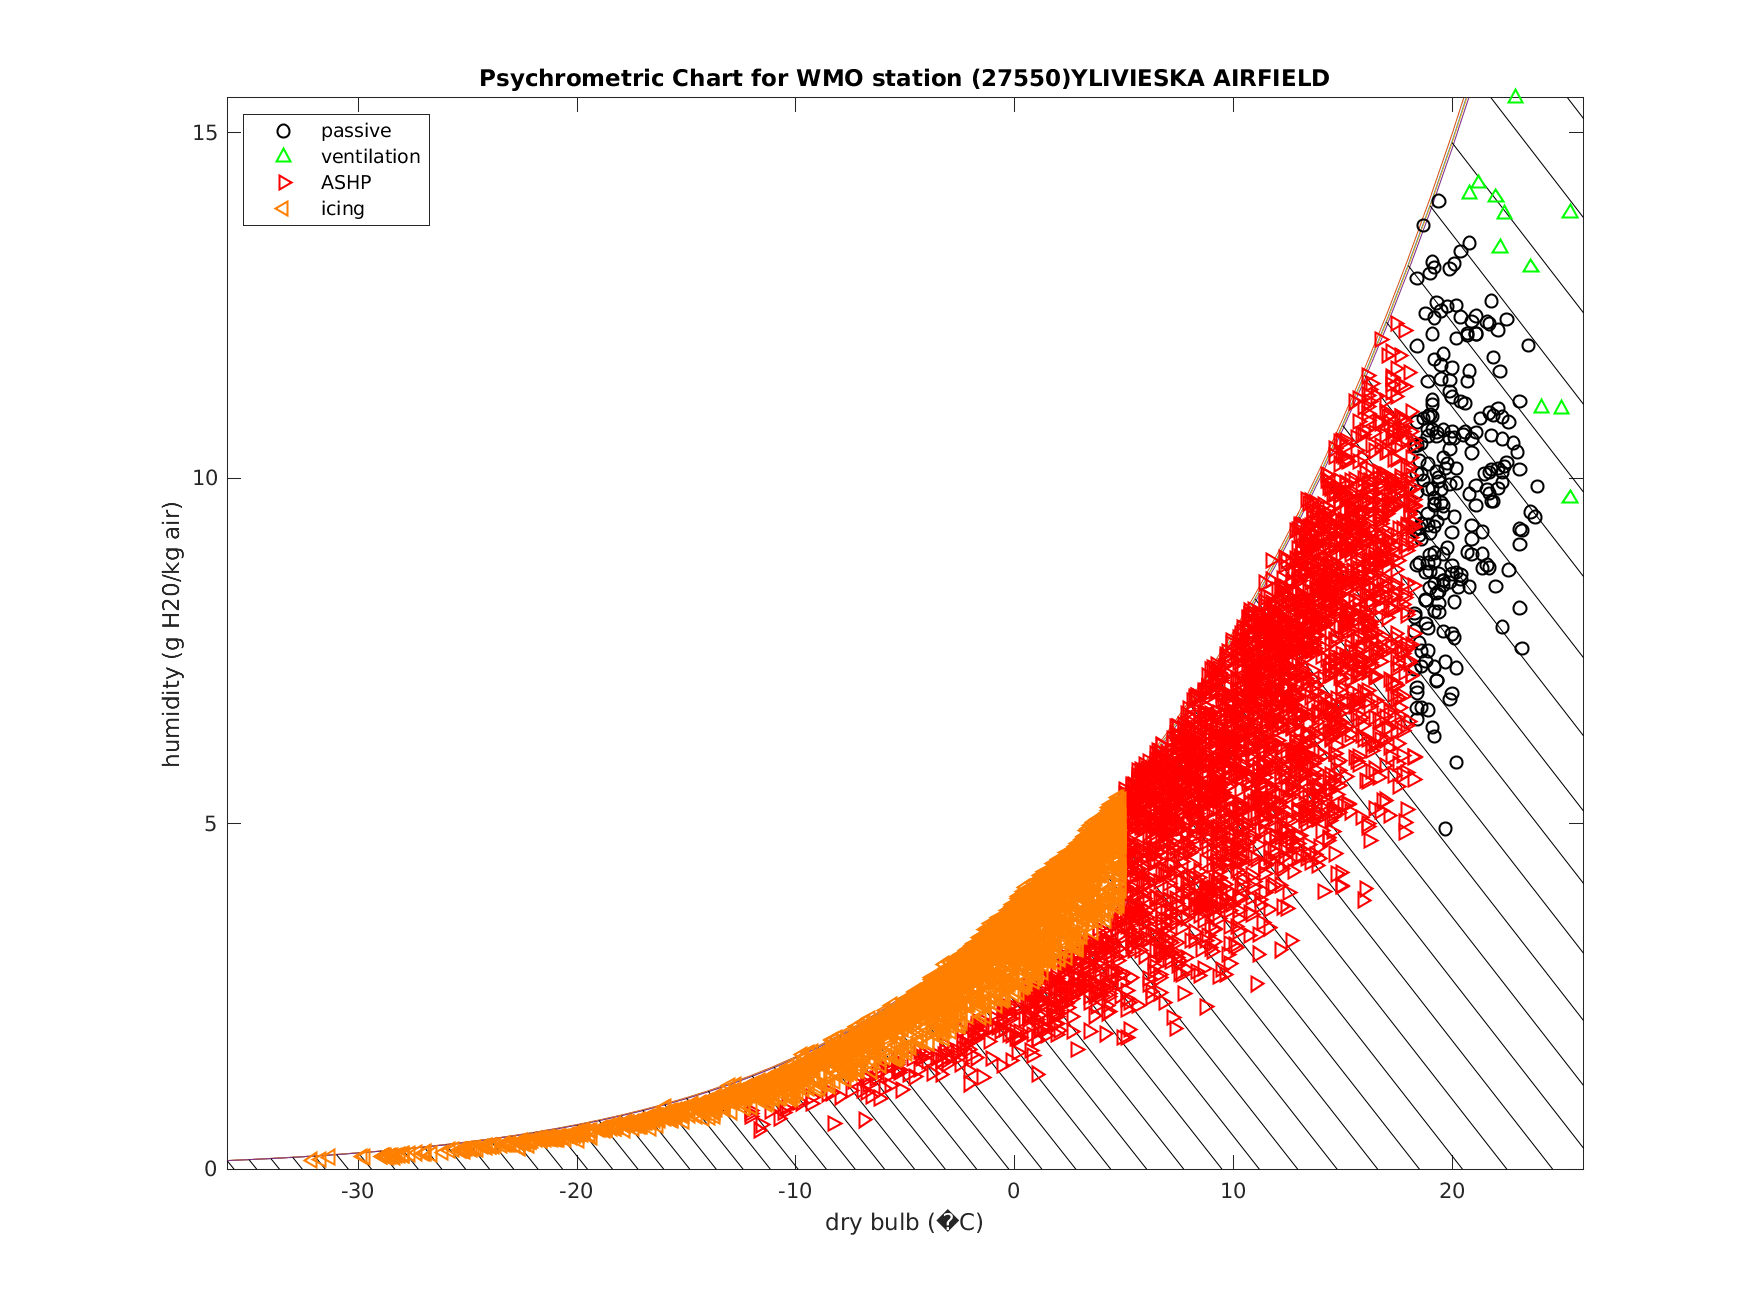 Psychrometric Chart for WMO station (27550)YLIVIESKA AIRFIELD
passive
ventilation
ASHP
icing
15
10
5
0
humidity (g H20/kg air)
-30
-20
-10
0
10
20
dry bulb (�C)